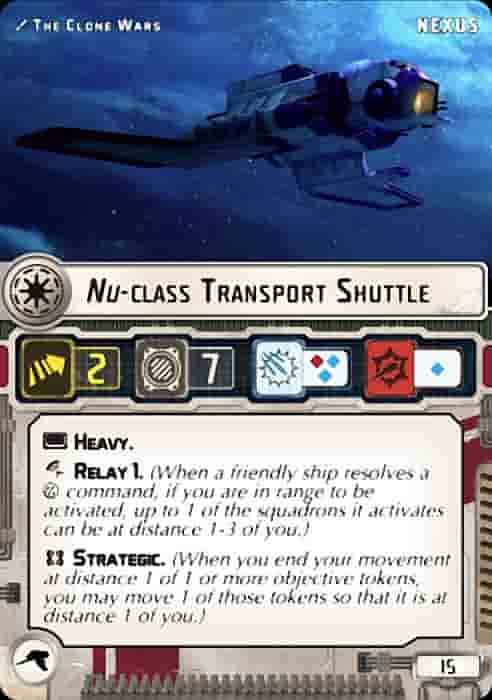 The Clone Wars
NEXUS
Nu-class Transport Shuttle
2
7
Heavy.
Relay 1. (When a friendly ship resolves a command, if you are in range to be activated, up to 1 of the squadrons it activates can be at distance 1-3 of you.)
Strategic. (When you end your movement at distance 1 of 1 or more objective tokens, you may move 1 of those tokens so that it is at distance 1 of you.)
15